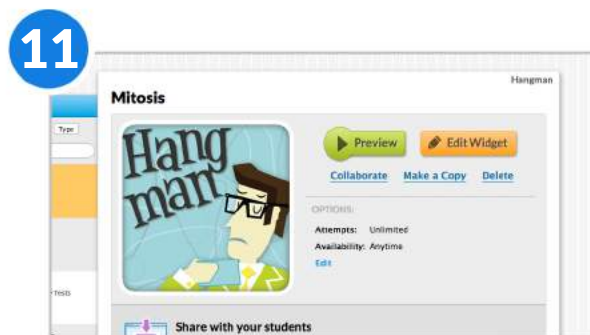 11
Hangman
Mitosis
Type
Hang
man
Preview
Edit Widget
Collaborate Make a Copy Delete
OPTIONS:
Attempts: Unlimited
Availability: Anytime
Edit
Tests
Share with your students